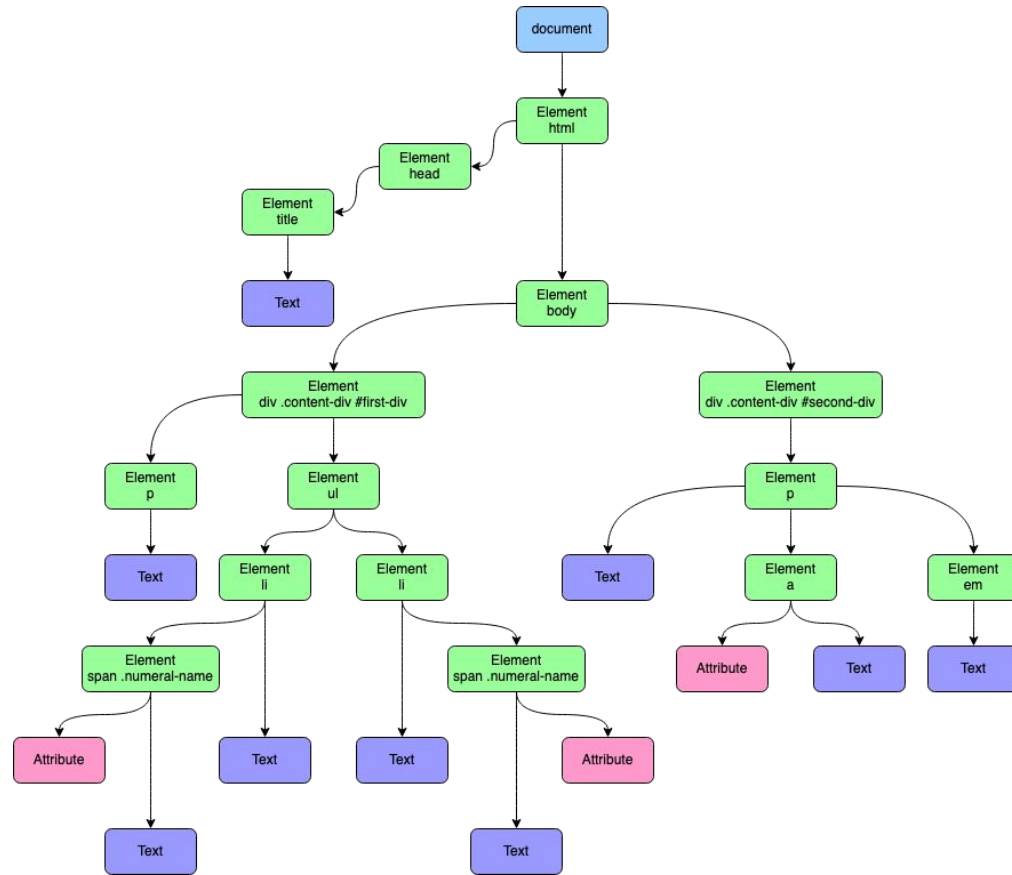 document
Element
html
Element
head
Element
title
Text
Element
body
Element
div .content-div #first-div
Element
div .content-div #second-div
Element
p
Element
ul
Element
p
Text
Element
li
Element
li
Text
Element
a
Element
em
Element
span .numeral-name
Element
span .numeral-name
Attribute
Text
Text
Attribute
Text
Text
Attribute
Text
Text